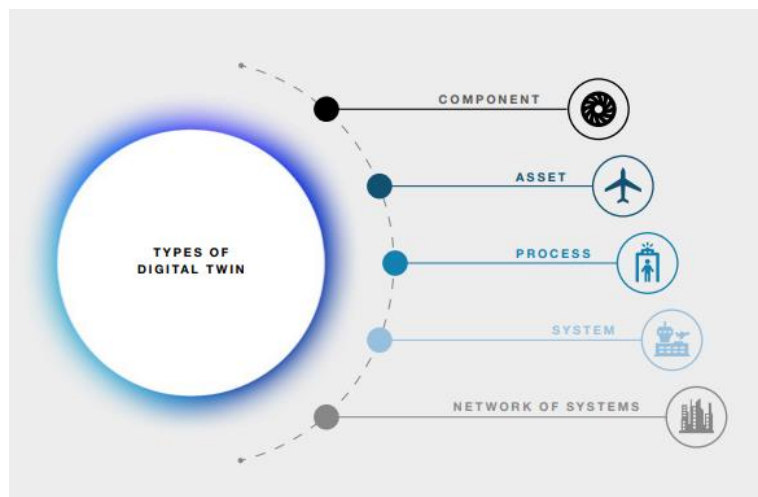 TYPES OF
DIGITAL TWIN
COMPONENT
ASSET
PROCESS
SYSTEM
NETWORK OF SYSTEMS